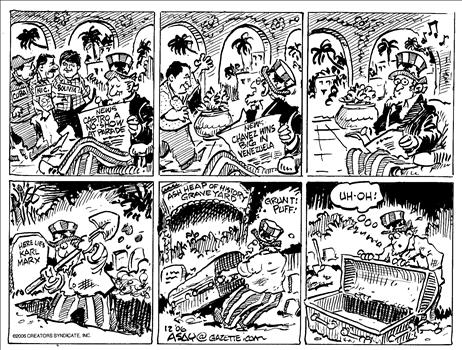 CUBA
NIC.
BOLIVIA
NEWS
CASTRO A
NO SHOW
AT PARADE
NEWS
CHAVEZ WINS
BIG IN
VENEZUELA
HERE LIES
KARL
MARX
©2006 CREATORS SYNDICATE, INC.
ASH HEAP OF HISTORY
GRAVEYARD
GRUNT!
PUFF!
12 '06
ASAY@GAZETTE.COM
UH-OH!